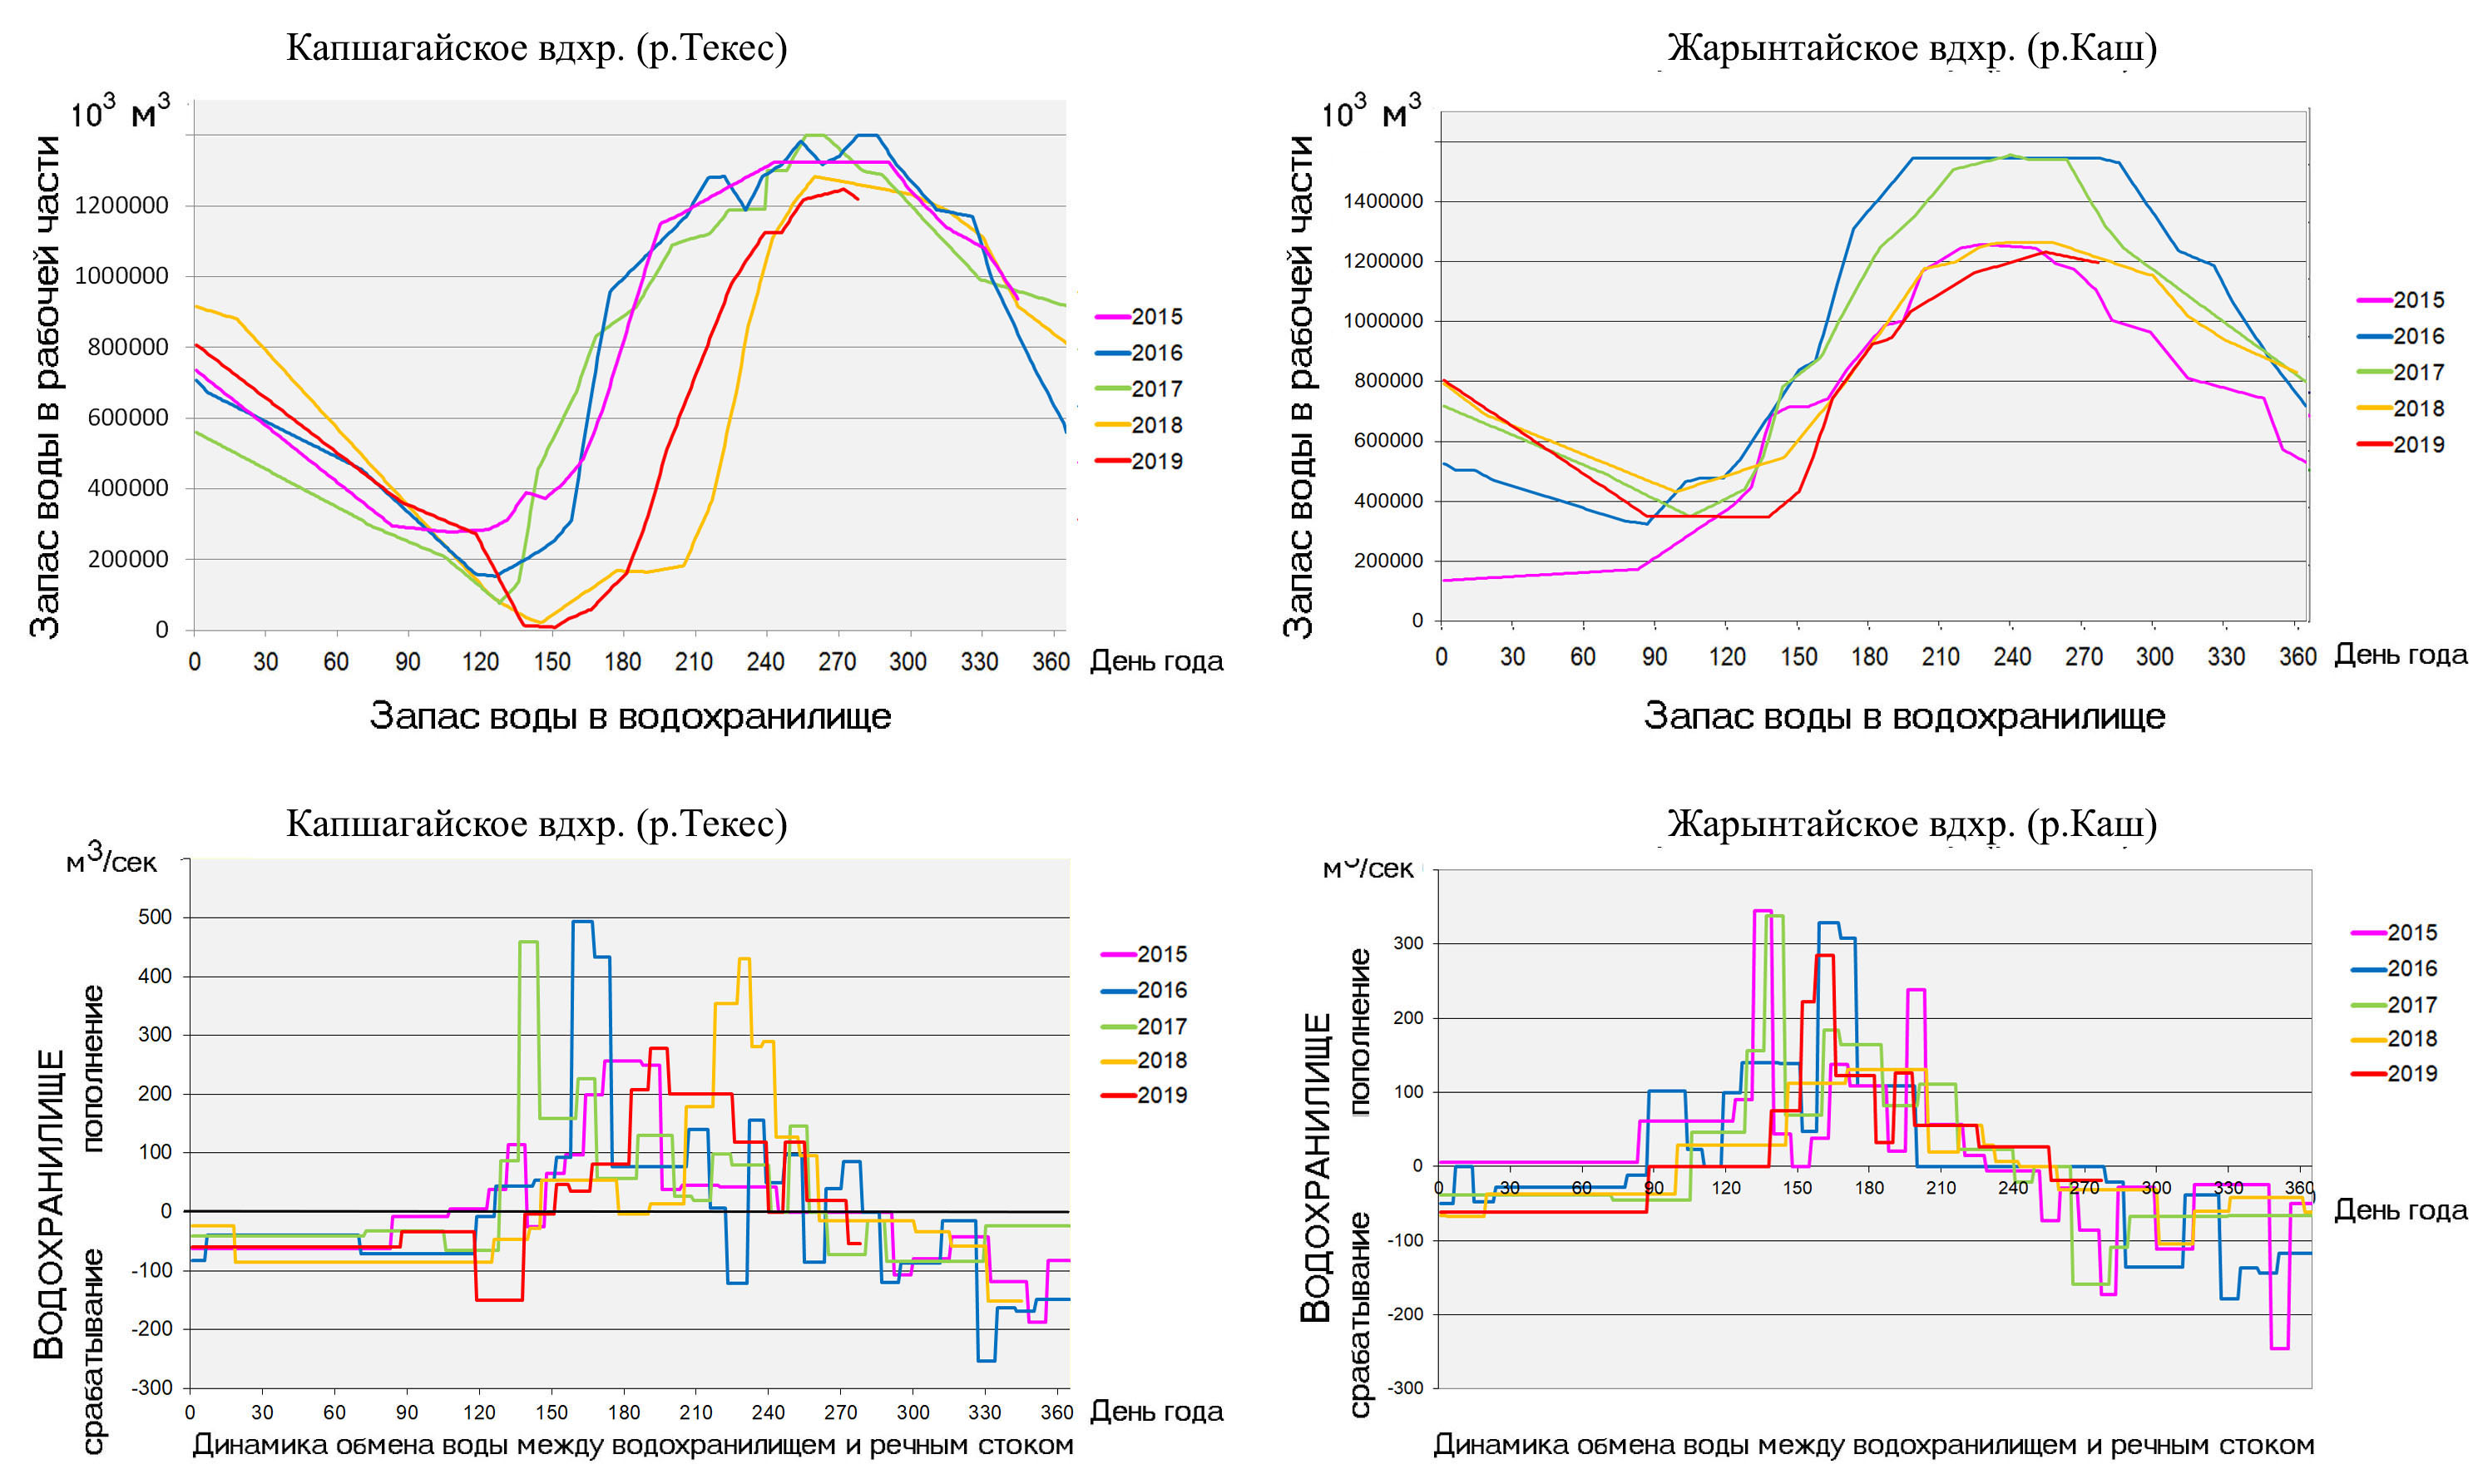 Капшагайское вдхр. (р.Текес)
10³ м³
Запас воды в рабочей части
1200000
1000000
800000
600000
400000
200000
0
0 30 60 90 120 150 180 210 240 270 300 330 360
День года
2015
2016
2017
2018
2019
Запас воды в водохранилище
Жарынтайское вдхр. (р.Каш)
10³ м³
Запас воды в рабочей части
1400000
1200000
1000000
800000
600000
400000
200000
0
0 30 60 90 120 150 180 210 240 270 300 330 360
День года
2015
2016
2017
2018
2019
Запас воды в водохранилище
Капшагайское вдхр. (р.Текес)
м³/сек
ВОДОХРАНИЛИЩЕ
срабатывание пополнение
500
400
300
200
100
0
-100
-200
-300
0 30 60 90 120 150 180 210 240 270 300 330 360
День года
2015
2016
2017
2018
2019
Динамика обмена воды между водохранилищем и речным стоком
Жарынтайское вдхр. (р.Каш)
м³/сек
ВОДОХРАНИЛИЩЕ
срабатывание пополнение
300
200
100
0
-100
-200
-300
0 30 60 90 120 150 180 210 240 270 300 330 360
День года
2015
2016
2017
2018
2019
Динамика обмена воды между водохранилищем и речным стоком